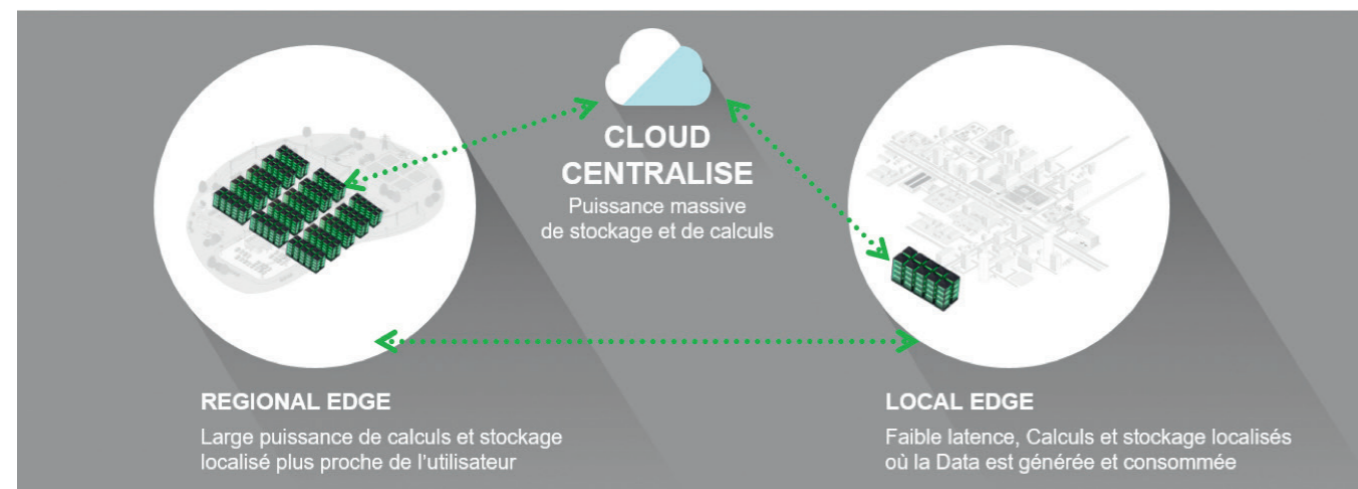 CLOUD
CENTRALISE
Puissance massive
de stockage et de calculs
REGIONAL EDGE
Large puissance de calculs et stockage
localisé plus proche de l'utilisateur
LOCAL EDGE
Faible latence, Calculs et stockage localisés
où la Data est générée et consommée